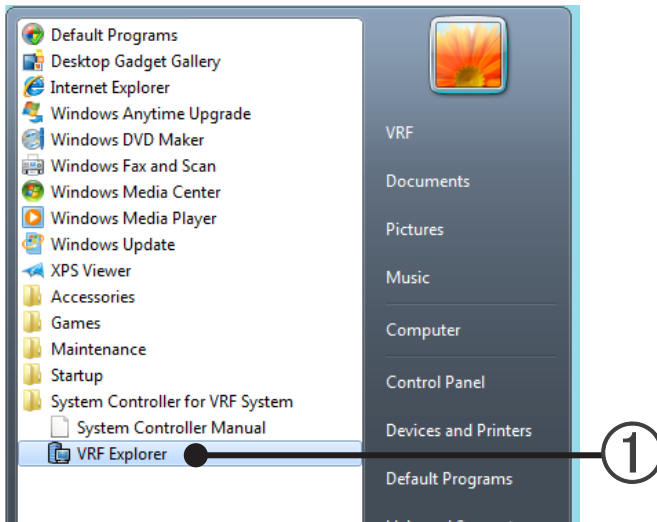 Default Programs
Desktop Gadget Gallery
Internet Explorer
Windows Anytime Upgrade
Windows DVD Maker
Windows Fax and Scan
Windows Media Center
Windows Media Player
Windows Update
XPS Viewer
Accessories
Games
Maintenance
Startup
System Controller for VRF System
System Controller Manual
VRF Explorer
VRF
Documents
Pictures
Music
Computer
Control Panel
Devices and Printers
Default Programs
①